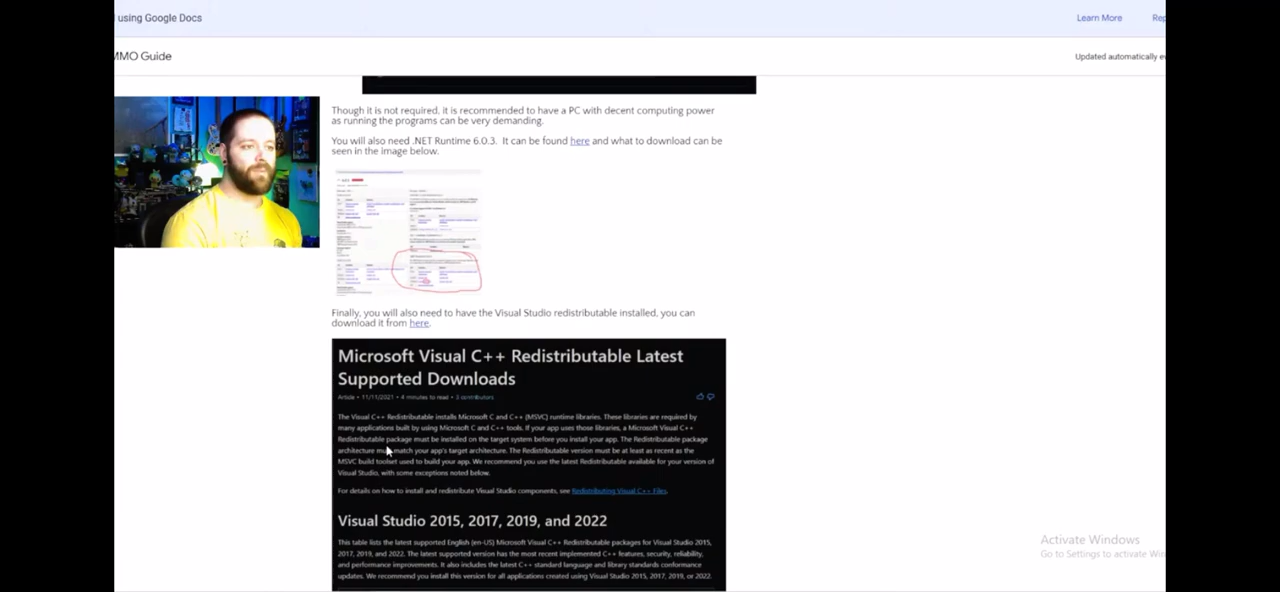 using Google Docs
Learn More
Rep
MMO Guide
Updated automatically ev
Though it is not required, it is recommended to have a PC with decent computing power
as running the programs can be very demanding.
You will also need .NET Runtime 6.0.3. It can be found here and what to download can be
seen in the image below.
Finally, you will also need to have the Visual Studio redistributable installed, you can
download it from here.
Microsoft Visual C++ Redistributable Latest
Supported Downloads
Article • 11/11/2021 • 4 minutes to read • 3 contributors
The Visual C++ Redistributable installs Microsoft C and C++ (MSVC) runtime libraries. These libraries are required by
many applications built by using Microsoft C and C++ tools. If your app uses those libraries, a Microsoft Visual C++
Redistributable package must be installed on the target system before you install your app. The Redistributable package
architecture must match your app's target architecture. The Redistributable version must be at least as recent as the
MSVC build toolset used to build your app. We recommend you use the latest Redistributable available for your version of
Visual Studio, with some exceptions noted below.
For details on how to install and redistribute Visual Studio components, see Redistributing Visual C++ Files.
Visual Studio 2015, 2017, 2019, and 2022
This table lists the latest supported English (en-US) Microsoft Visual C++ Redistributable packages for Visual Studio 2015,
2017, 2019, and 2022. The latest supported version has the most recent implemented C++ features, security, reliability,
and performance improvements. It also includes the latest C++ standard language and library standards conformance
updates. We recommend you install this version for all applications created using Visual Studio 2015, 2017, 2019, or 2022.
Activate Windows
Go to Settings to activate Win